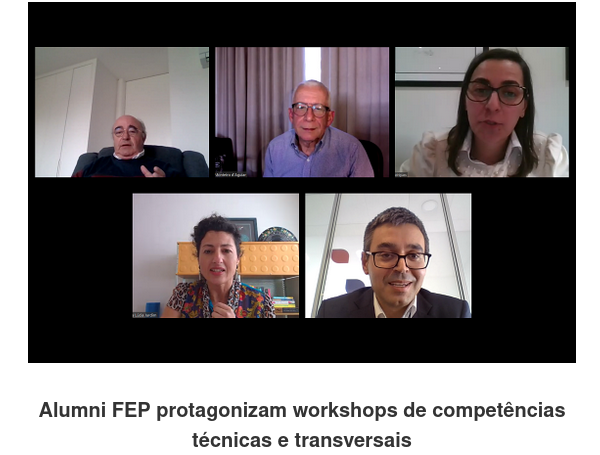 Alumni FEP protagonizam workshops de competências
técnicas e transversais